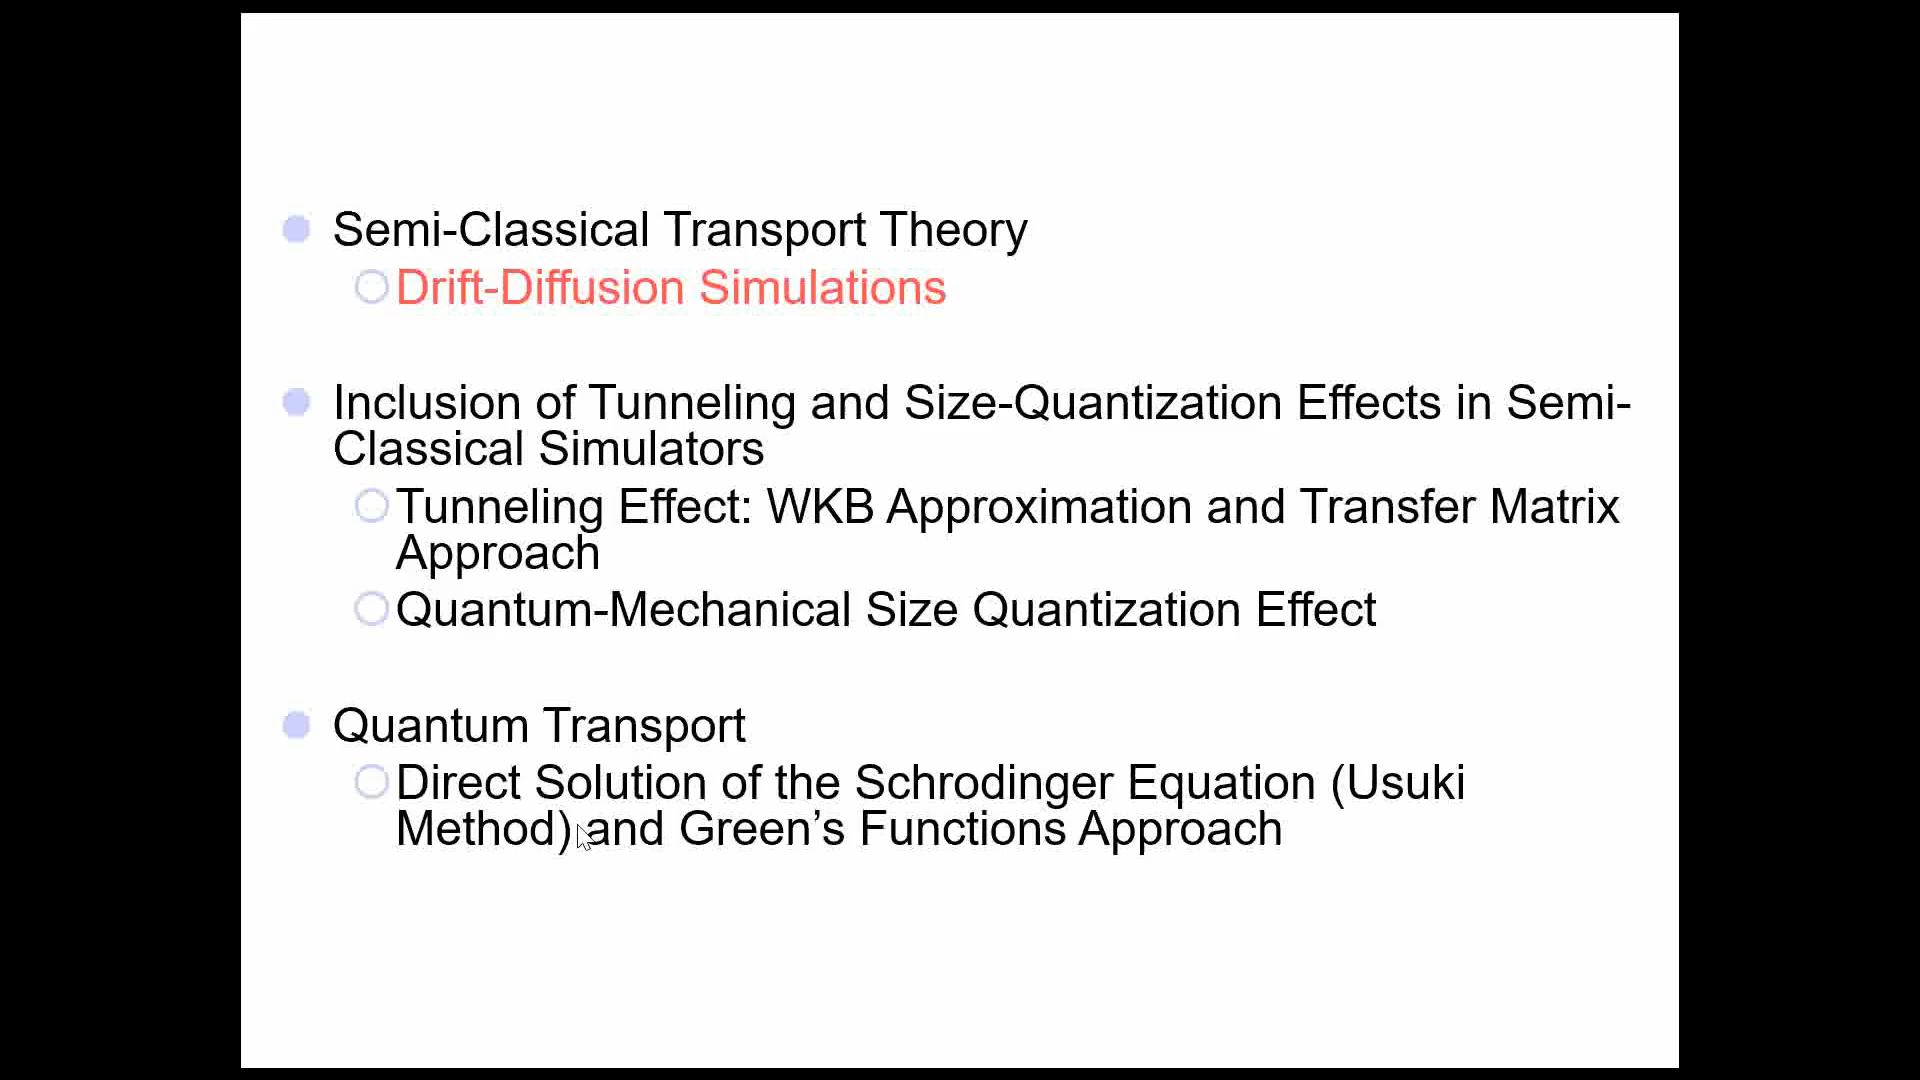 Semi-Classical Transport Theory
Drift-Diffusion Simulations
Inclusion of Tunneling and Size-Quantization Effects in Semi-
Classical Simulators
Tunneling Effect: WKB Approximation and Transfer Matrix
Approach
Quantum-Mechanical Size Quantization Effect
Quantum Transport
Direct Solution of the Schrodinger Equation (Usuki
Method) and Green’s Functions Approach